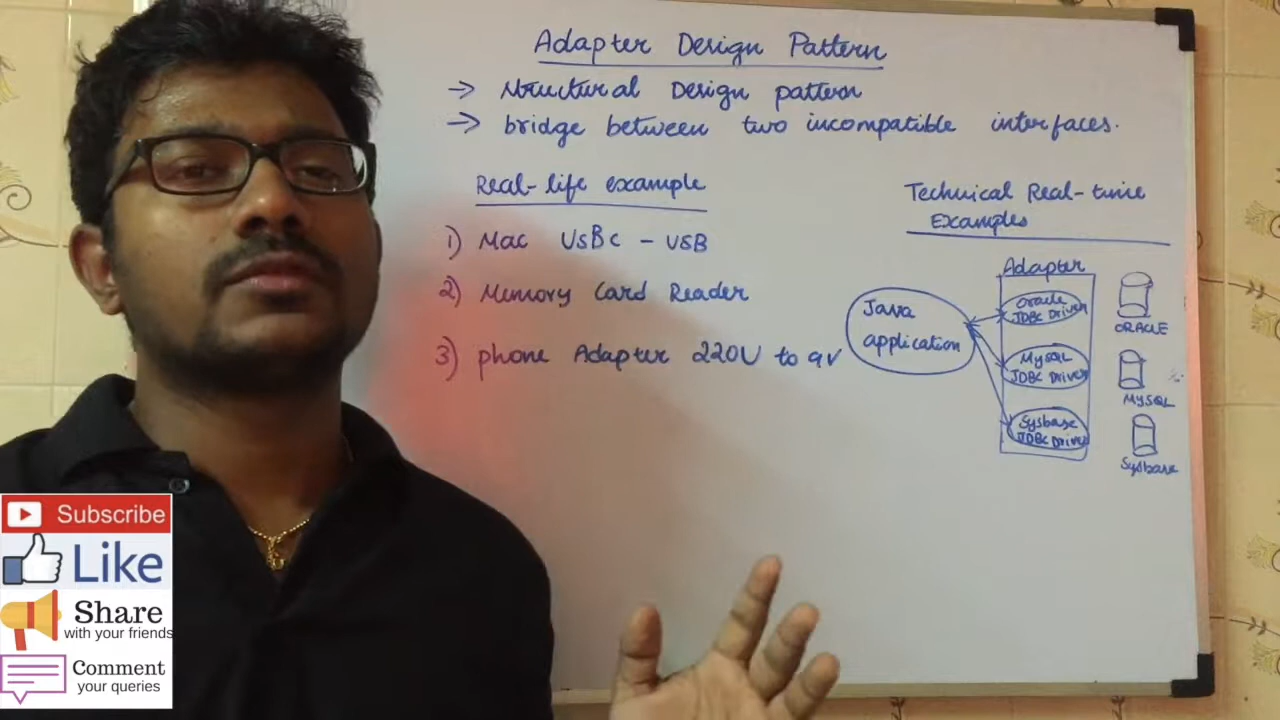 Adapter Design Pattern
→ Structural Design pattern
→ bridge between two incompatible interfaces.
Real-life example
1) Mac USBC - USB
2) Memory Card Reader
3) phone Adapter 220V to 9V
Technical Real-time
Examples
Adapter
Java
application
Oracle
JDBC Driver
MySQL
JDBC Driver
Sysbase
JDBC Driver
ORACLE
MYSQL
Sysbase
Subscribe
Like
Share
with your friends
Comment
your queries